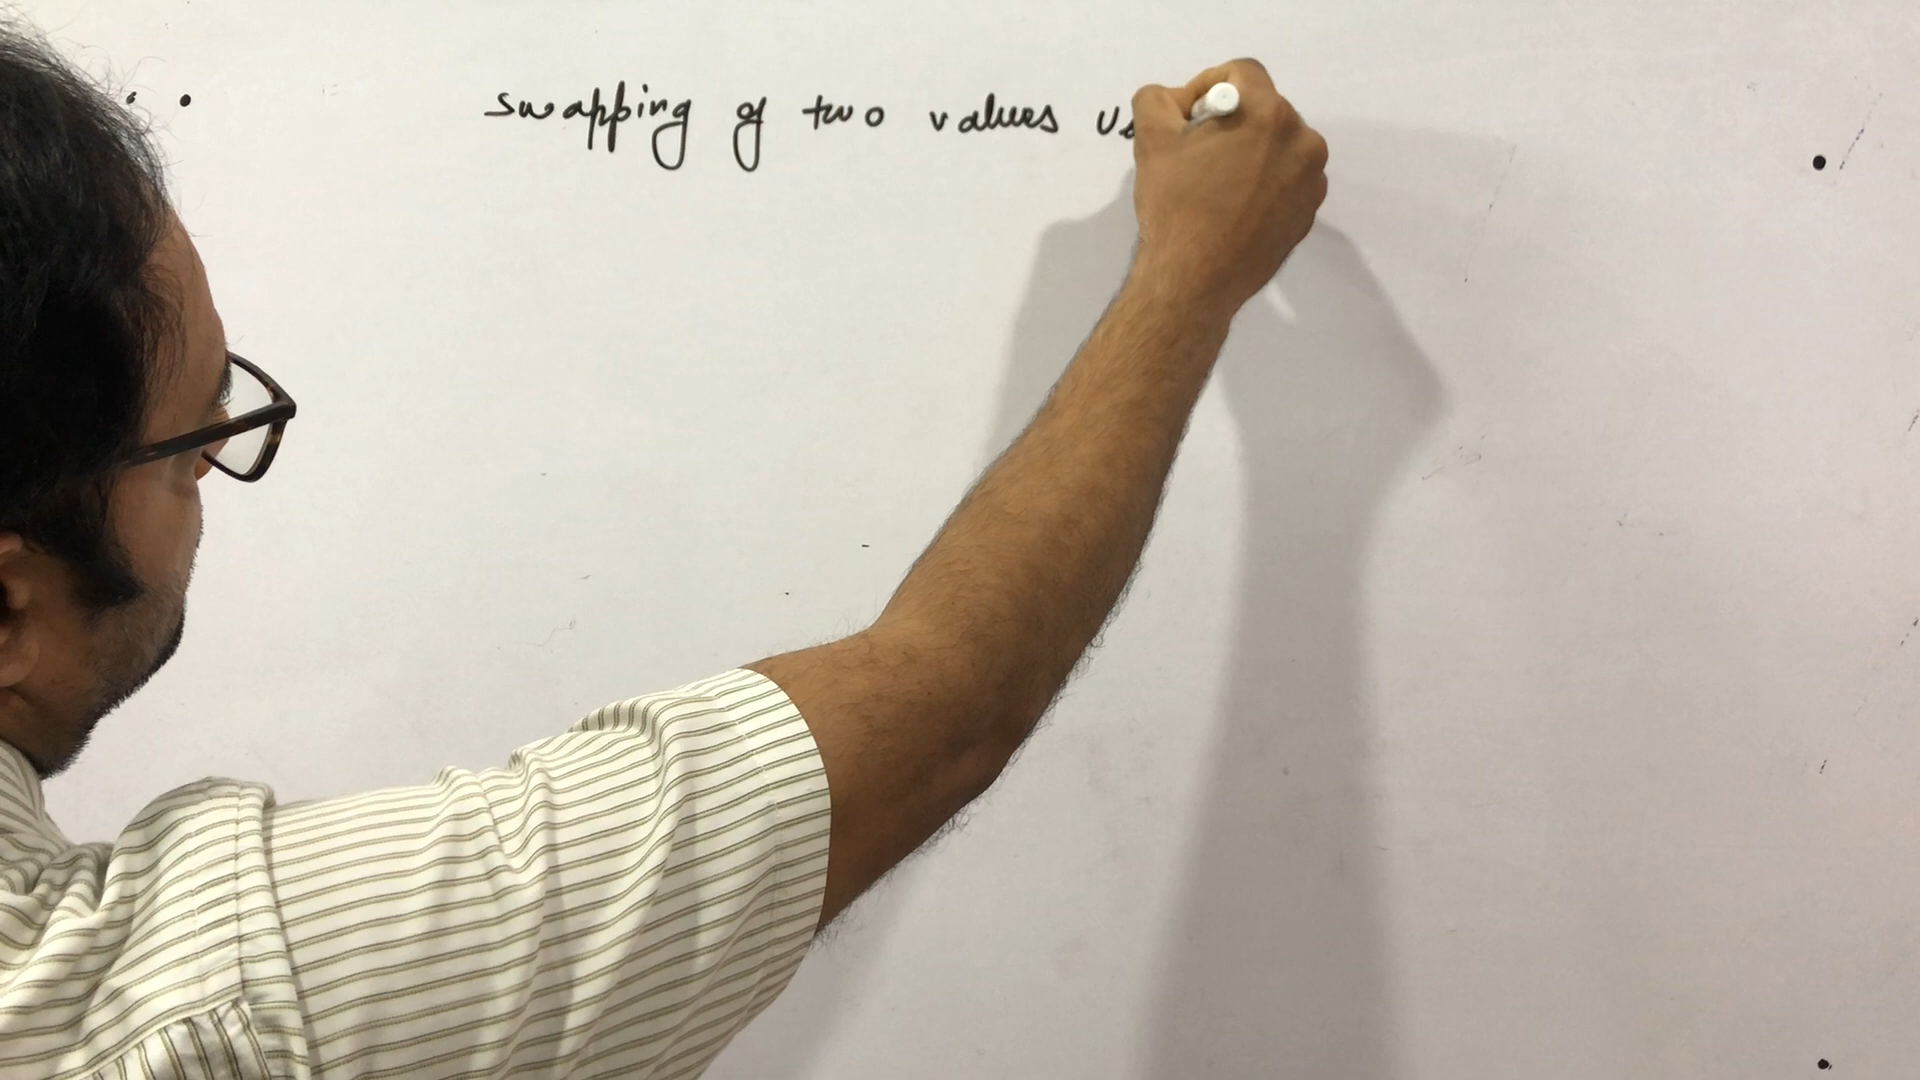 swapping of two values